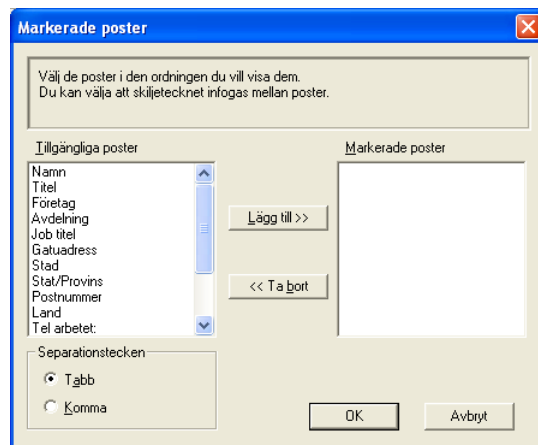 Markerade poster
Välj de poster i den ordningen du vill visa dem.
Du kan välja att skiljetecknet infogas mellan poster.
Tillgängliga poster
Markerade poster
Namn
Titel
Företag
Avdelning
Job titel
Gatuadress
Stad
Stat/Provins
Postnummer
Land
Tel arbetet:
Lägg till >>
<< Ta bort
Separationstecken
Tabb
Komma
OK
Avbryt